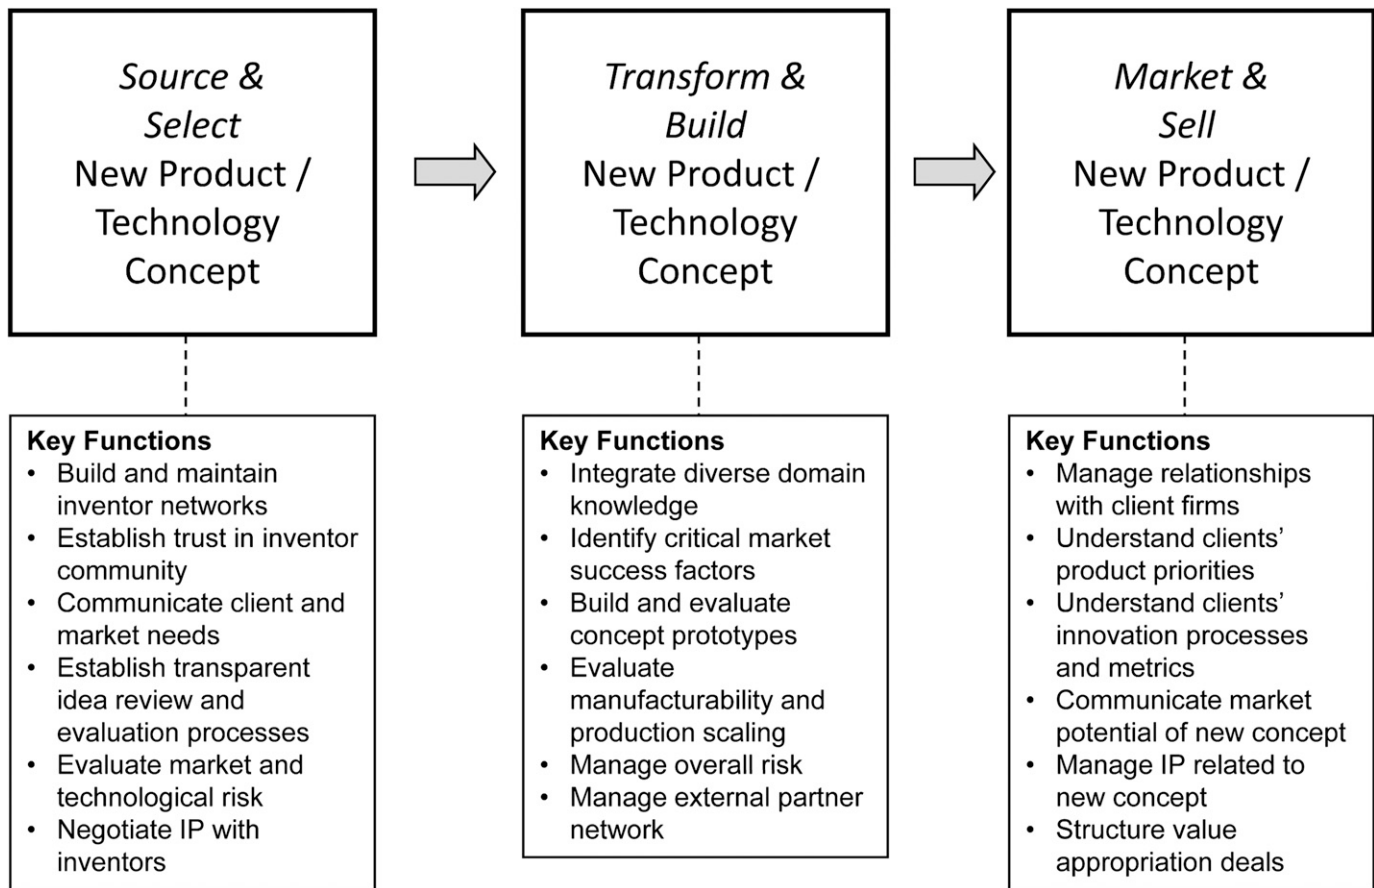 Source &
Select
New Product /
Technology
Concept
Transform &
Build
New Product /
Technology
Concept
Market &
Sell
New Product /
Technology
Concept
Key Functions
• Build and maintain
inventor networks
• Establish trust in inventor
community
• Communicate client and
market needs
• Establish transparent
idea review and
evaluation processes
• Evaluate market and
technological risk
• Negotiate IP with
inventors
Key Functions
• Integrate diverse domain
knowledge
• Identify critical market
success factors
• Build and evaluate
concept prototypes
• Evaluate
manufacturability and
production scaling
• Manage overall risk
• Manage external partner
network
Key Functions
• Manage relationships
with client firms
• Understand clients’
product priorities
• Understand clients’
innovation processes
and metrics
• Communicate market
potential of new concept
• Manage IP related to
new concept
• Structure value
appropriation deals